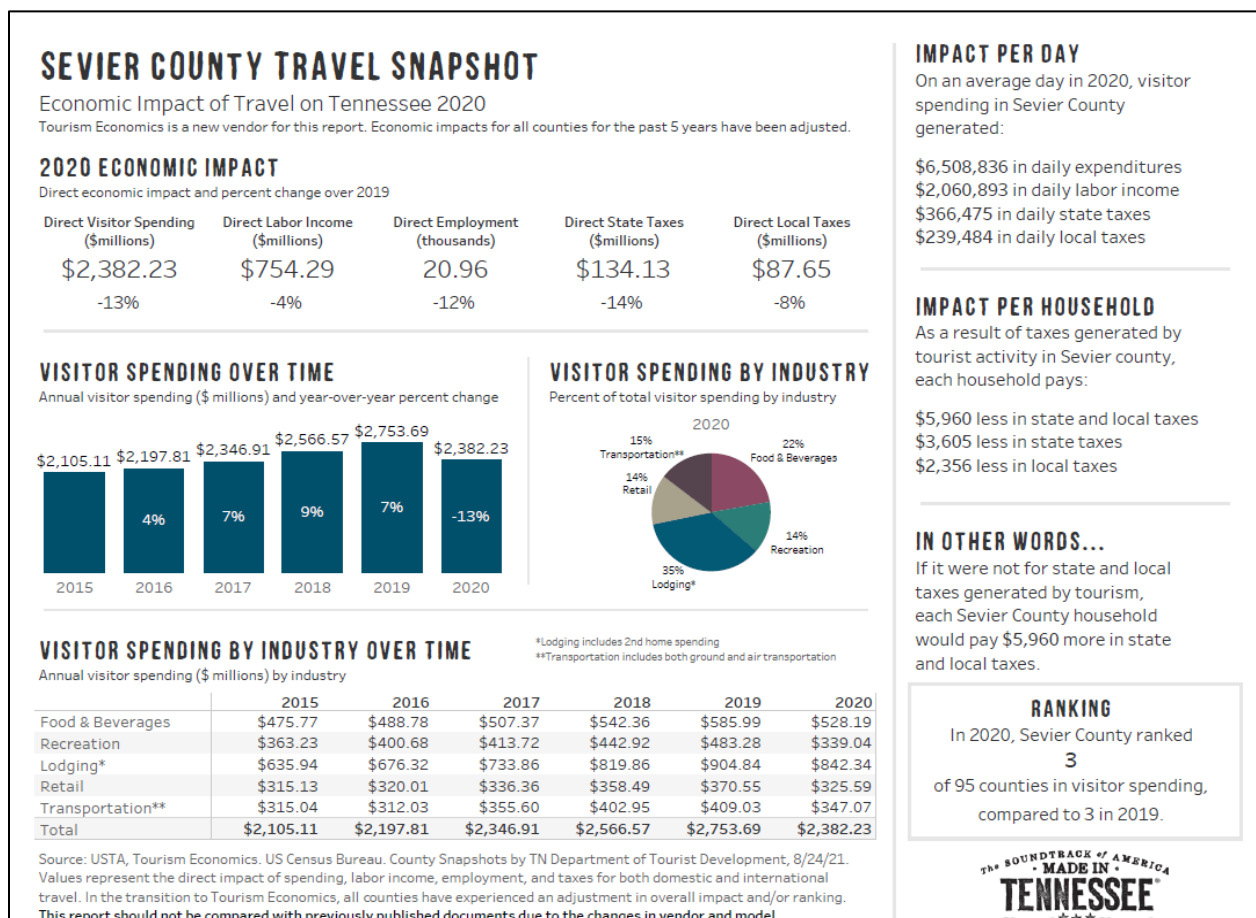 SEVIER COUNTY TRAVEL SNAPSHOT
Economic Impact of Travel on Tennessee 2020
Tourism Economics is a new vendor for this report. Economic impacts for all counties for the past 5 years have been adjusted.
2020 ECONOMIC IMPACT
Direct economic impact and percent change over 2019
Direct Visitor Spending Direct Labor Income Direct Employment Direct State Taxes Direct Local Taxes
($millions) ($millions) (thousands) ($millions) ($millions)
$2,382.23 $754.29 20.96 $134.13 $87.65
-13% -4% -12% -14% -8%
VISITOR SPENDING OVER TIME
Annual visitor spending ($ millions) and year-over-year percent change
$2,105.11 $2,197.81 $2,346.91 $2,566.57 $2,753.69 $2,382.23
4% 7% 9% 7% -13%
2015 2016 2017 2018 2019 2020
VISITOR SPENDING BY INDUSTRY
Percent of total visitor spending by industry
2020
15%
Transportation**
22%
Food & Beverages
14%
Retail
14%
Recreation
35%
Lodging*
VISITOR SPENDING BY INDUSTRY OVER TIME
Annual visitor spending ($ millions) by industry
*Lodging includes 2nd home spending
**Transportation includes both ground and air transportation
2015 2016 2017 2018 2019 2020
Food & Beverages $475.77 $488.78 $507.37 $542.36 $585.99 $528.19
Recreation $363.23 $400.68 $413.72 $442.92 $483.28 $339.04
Lodging* $635.94 $676.32 $733.86 $819.86 $904.84 $842.34
Retail $315.13 $320.01 $336.36 $358.49 $370.55 $325.59
Transportation** $315.04 $312.03 $355.60 $402.95 $409.03 $347.07
Total $2,105.11 $2,197.81 $2,346.91 $2,566.57 $2,753.69 $2,382.23
Source: USTA, Tourism Economics. US Census Bureau. County Snapshots by TN Department of Tourist Development, 8/24/21.
Values represent the direct impact of spending, labor income, employment, and taxes for both domestic and international
travel. In the transition to Tourism Economics, all counties have experienced an adjustment in overall impact and/or ranking.
This report should not be compared with previously published documents due to the changes in vendor and model
IMPACT PER DAY
On an average day in 2020, visitor
spending in Sevier County
generated:
$6,508,836 in daily expenditures
$2,060,893 in daily labor income
$366,475 in daily state taxes
$239,484 in daily local taxes
IMPACT PER HOUSEHOLD
As a result of taxes generated by
tourist activity in Sevier county,
each household pays:
$5,960 less in state and local taxes
$3,605 less in state taxes
$2,356 less in local taxes
IN OTHER WORDS...
If it were not for state and local
taxes generated by tourism,
each Sevier County household
would pay $5,960 more in state
and local taxes.
RANKING
In 2020, Sevier County ranked
3
of 95 counties in visitor spending,
compared to 3 in 2019.
The SOUNDTRACK of AMERICA
MADE IN
TENNESSEE